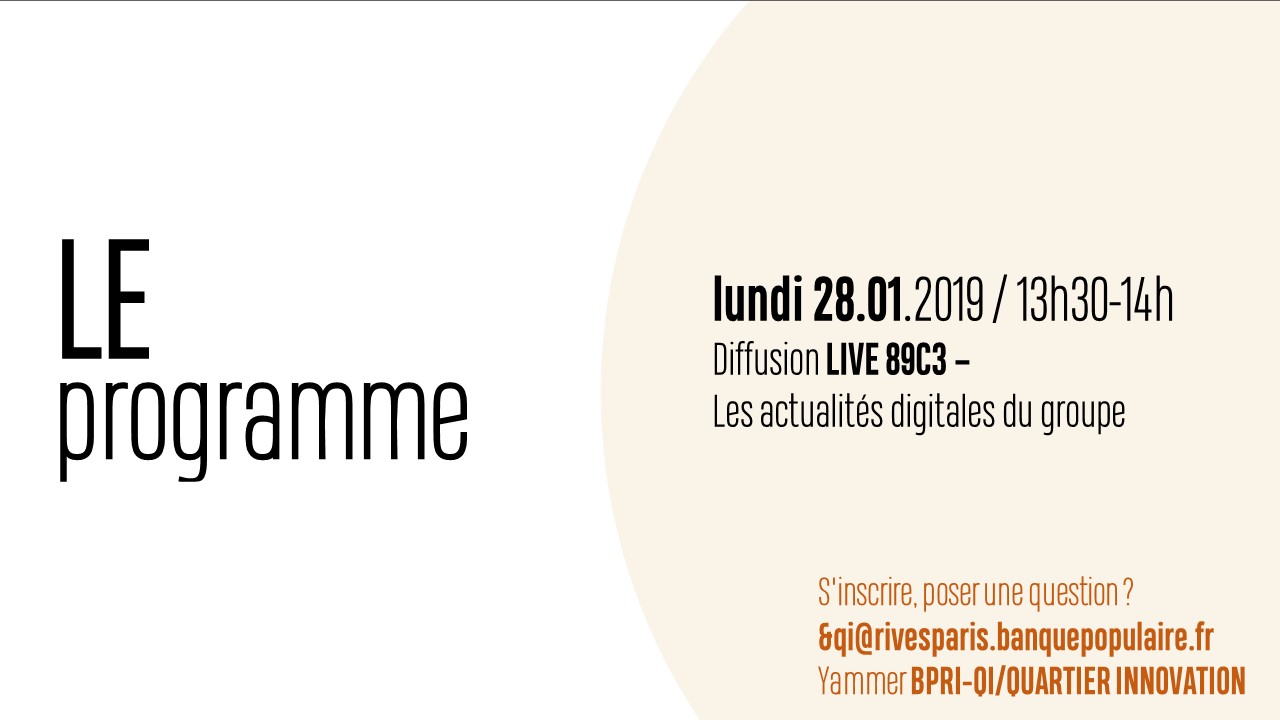 LE
programme
lundi 28.01.2019 / 13h30-14h
Diffusion LIVE 89C3 –
Les actualités digitales du groupe
S'inscrire, poser une question ?
&qi@rivesparis.banquepopulaire.fr
Yammer BPRI-QI/QUARTIER INNOVATION